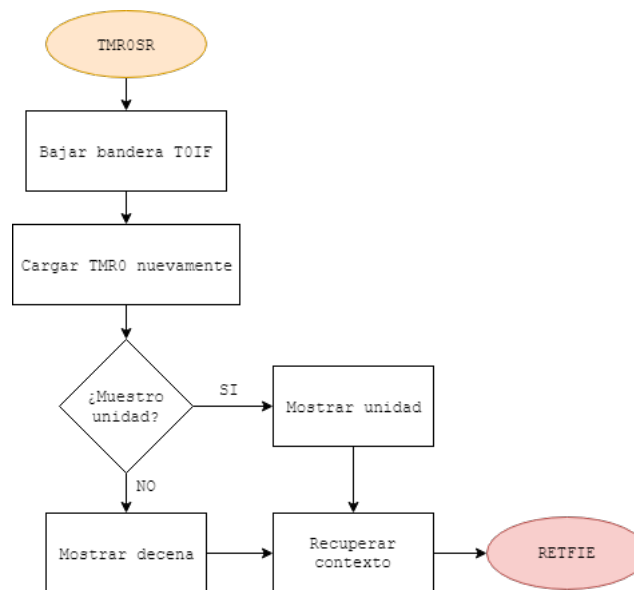 TMR0SR
Bajar bandera T0IF
Cargar TMR0 nuevamente
¿Muestro
unidad?
SI
Mostrar unidad
NO
Mostrar decena
Recuperar
contexto
RETFIE